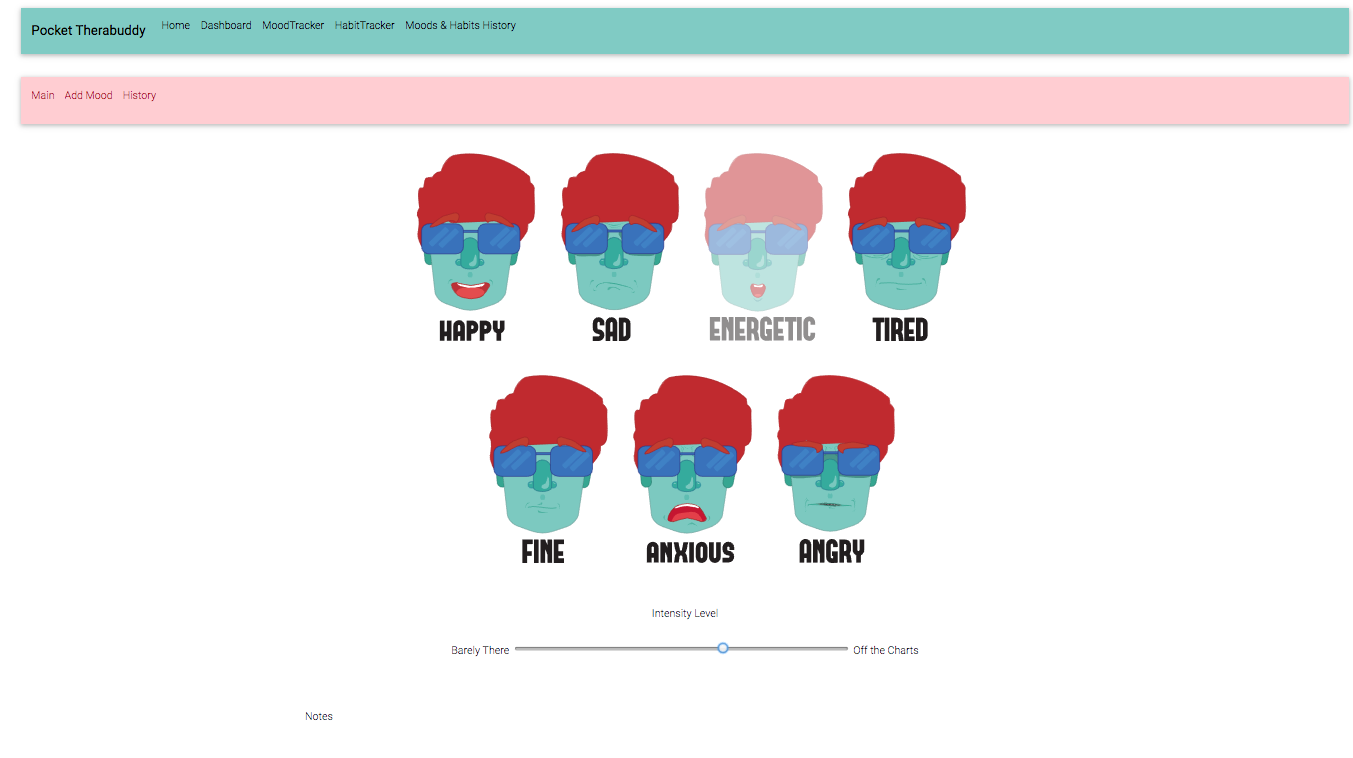 Pocket Therabuddy Home Dashboard MoodTracker HabitTracker Moods & Habits History
Main Add Mood History
HAPPY SAD ENERGETIC TIRED
FINE ANXIOUS ANGRY
Intensity Level
Barely There Off the Charts
Notes